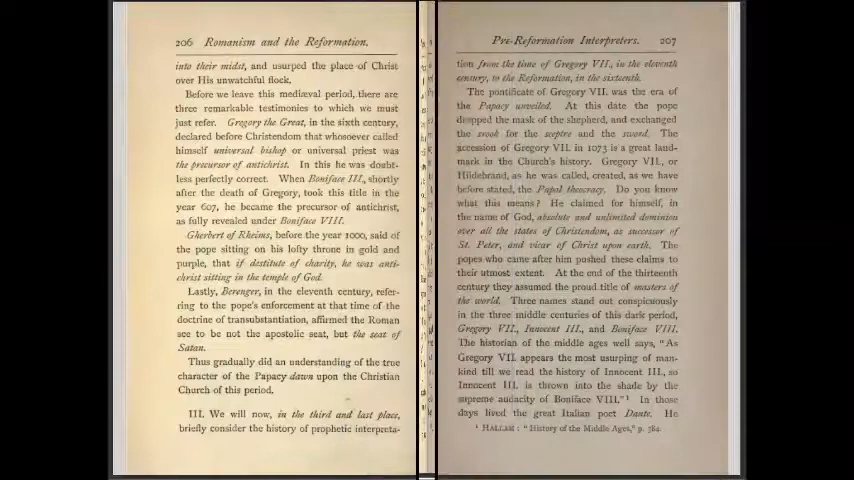 206 Romanism and the Reformation.
into their midst, and usurped the place of Christ
over His unwatchful flock.
Before we leave this mediæval period, there are
three remarkable testimonies to which we must
just refer. Gregory the Great, in the sixth century,
declared before Christendom that whosoever called
himself universal bishop or universal priest was
the precursor of antichrist. In this he was doubt-
less perfectly correct. When Boniface III., shortly
after the death of Gregory, took this title in the
year 607, he became the precursor of antichrist,
as fully revealed under Boniface VIII.
Gherbert of Rheims, before the year 1000, said of
the pope sitting on his lofty throne in gold and
purple, that if destitute of charity, he was anti-
christ sitting in the temple of God.
Lastly, Berenger, in the eleventh century, refer-
ring to the pope's enforcement at that time of the
doctrine of transubstantiation, affirmed the Roman
see to be not the apostolic seat, but the seat of
Satan.
Thus gradually did an understanding of the true
character of the Papacy dawn upon the Christian
Church of this period.
III. We will now, in the third and last place,
briefly consider the history of prophetic interpreta-
Pre-Reformation Interpreters. 207
tion from the time of Gregory VII., in the eleventh
century, to the Reformation, in the sixteenth.
The pontificate of Gregory VII. was the era of
the Papacy unveiled. At this date the pope
dropped the mask of the shepherd, and exchanged
the crook for the sceptre and the sword. The
accession of Gregory VII. in 1073 is a great land-
mark in the Church's history. Gregory VII., or
Hildebrand, as he was called, created, as we have
before stated, the Papal theocracy. Do you know
what this means? He claimed for himself, in
the name of God, absolute and unlimited dominion
over all the states of Christendom, as successor of
St. Peter, and vicar of Christ upon earth. The
popes who came after him pushed these claims to
their utmost extent. At the end of the thirteenth
century they assumed the proud title of masters of
the world. Three names stand out conspicuously
in the three middle centuries of this dark period,
Gregory VII., Innocent III., and Boniface VIII.
The historian of the middle ages well says, "As
Gregory VII. appears the most usurping of man-
kind till we read the history of Innocent III., so
Innocent III. is thrown into the shade by the
supreme audacity of Boniface VIII." ¹ In those
days lived the great Italian poet Dante. He
¹ HALLAM: "History of the Middle Ages," p. 384.